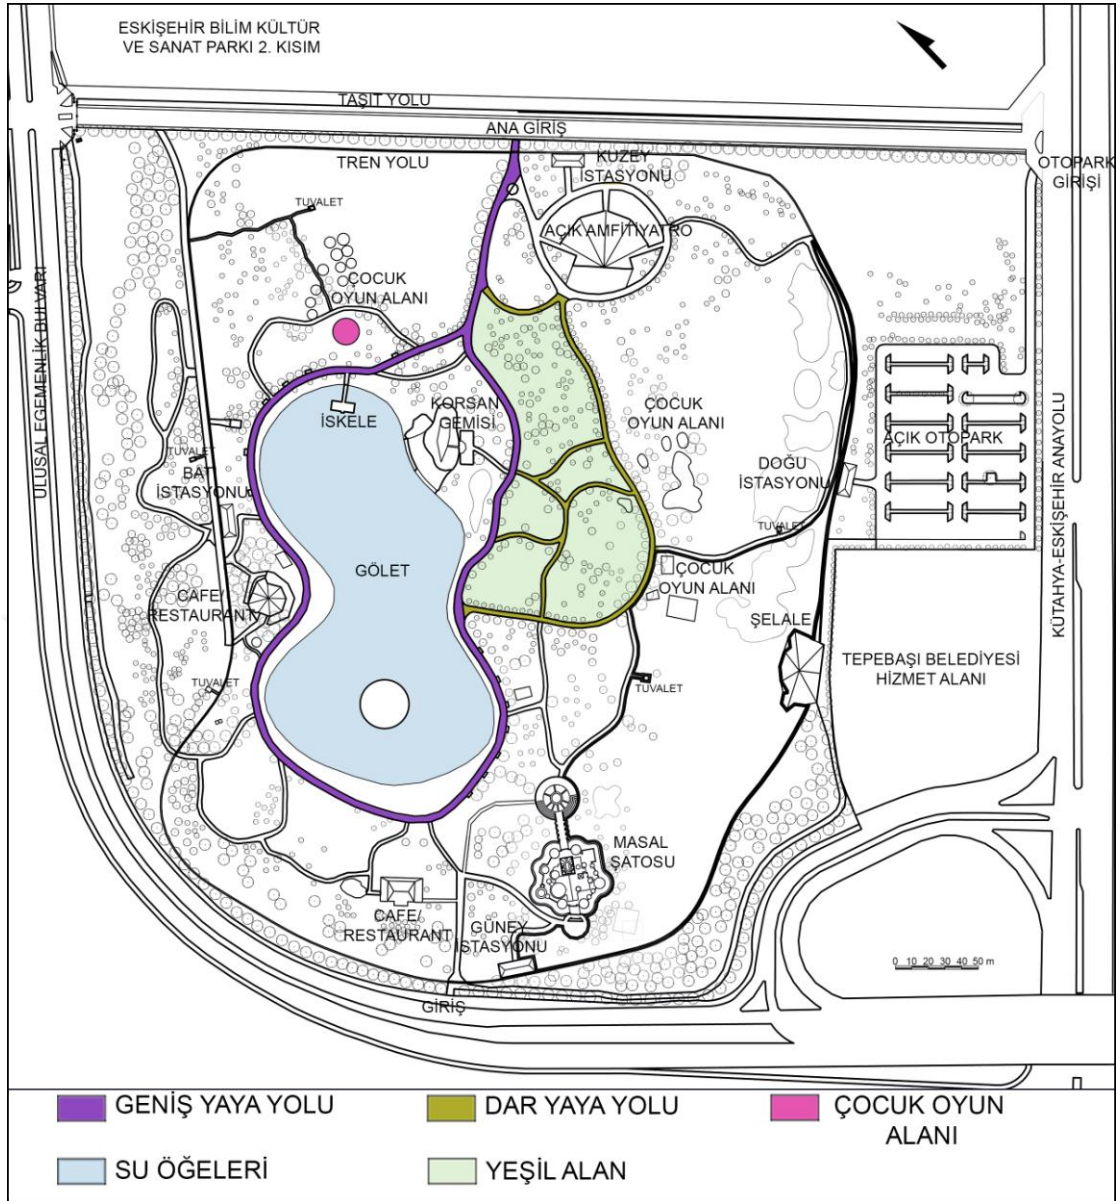 ESKİŞEHİR BİLİM KÜLTÜR
VE SANAT PARKI 2. KISIM
TAŞIT YOLU
ANA GİRİŞ
TREN YOLU
KUZEY
İSTASYONU
OTOPARK
GİRİŞİ
TUVALET
AÇIK AMFİTİYATRO
ÇOCUK
OYUN ALANI
ULUSAL EGEMENLİK BULVARI
İSKELE
KORSAN
GEMİSİ
ÇOCUK
OYUN ALANI
AÇIK OTOPARK
KÜTAHYA-ESKİŞEHİR ANAYOLU
TUVALET
BATI
İSTASYONU
DOĞU
İSTASYONU
TUVALET
GÖLET
ÇOCUK
OYUN ALANI
CAFE/
RESTAURANT
ŞELALE
TEPEBAŞI BELEDİYESİ
HİZMET ALANI
TUVALET
TUVALET
MASAL
ŞATOSU
CAFE/
RESTAURANT
GÜNEY
İSTASYONU
0 10 20 30 40 50 m
GİRİŞ
GENİŞ YAYA YOLU
DAR YAYA YOLU
ÇOCUK OYUN
ALANI
SU ÖĞELERİ
YEŞİL ALAN